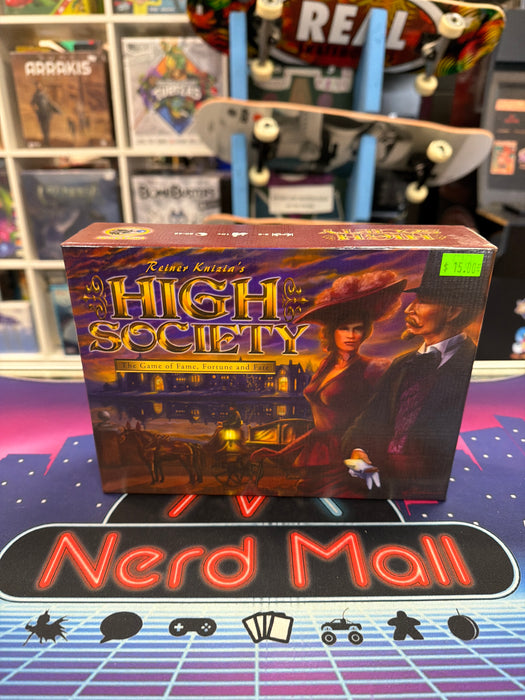 REAL
ARRAKIS
$ 15.00
Reiner Knizia's
HIGH
SOCIETY
The Game of Fame, Fortune and Fate
Nerd Mall